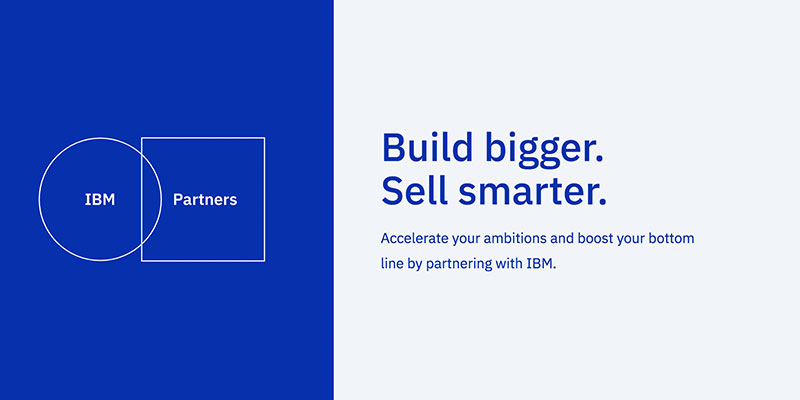 IBM
Partners
Build bigger.
Sell smarter.
Accelerate your ambitions and boost your bottom
line by partnering with IBM.